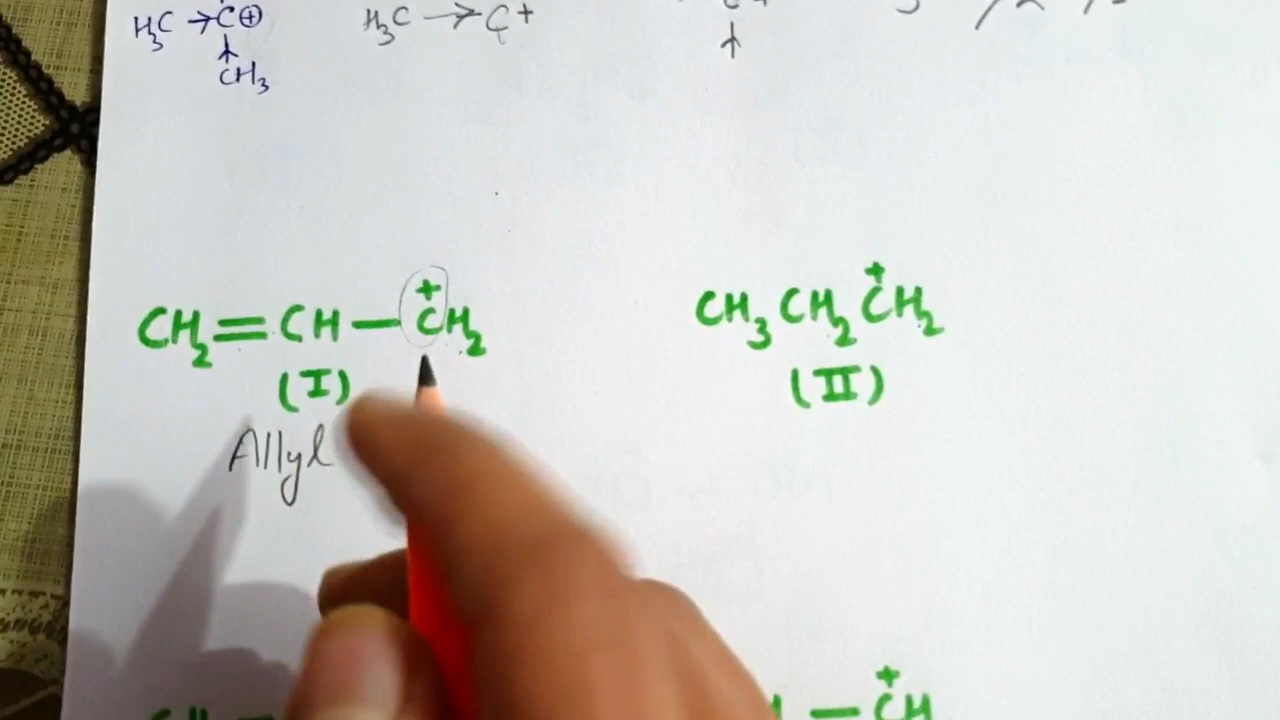 H₃C → C⊕ H₃C → C +
↑ ↑
CH₃
CH₂ = CH — C⁺H₂ CH₃CH₂C⁺H₂
(I) (II)
Allyl
— C⁺H